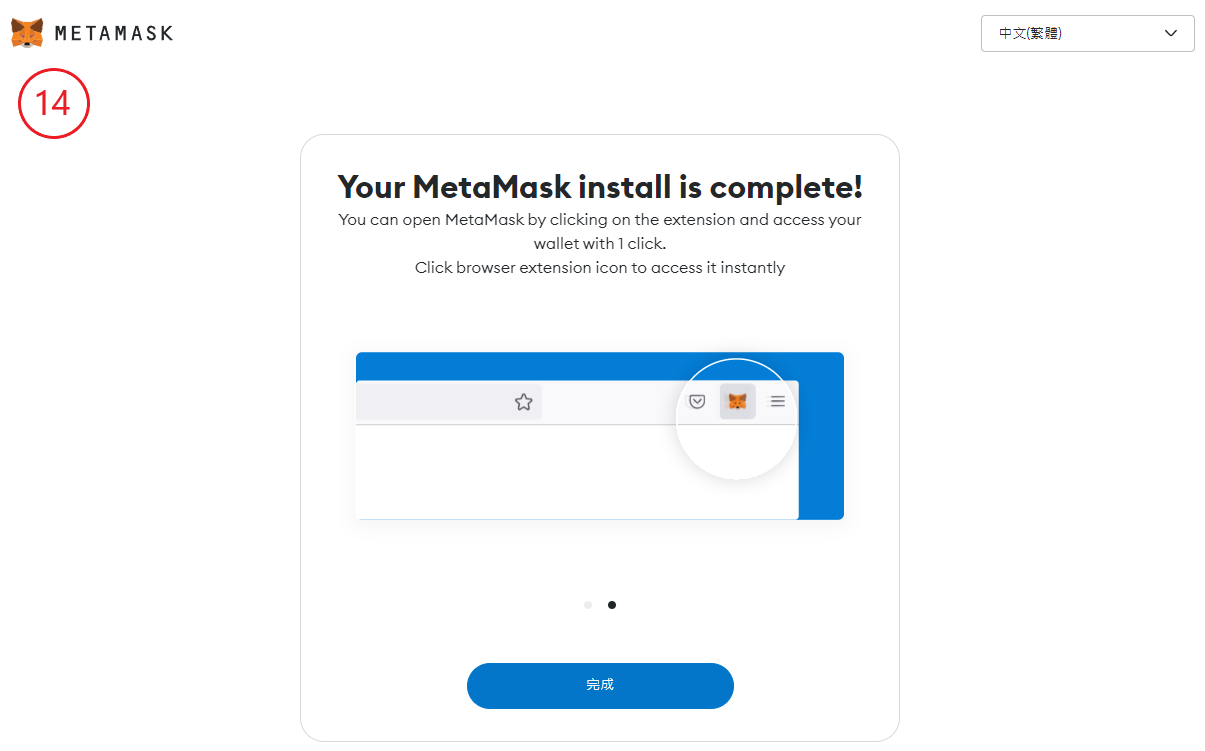 METAMASK
中文(繁體)
14
Your MetaMask install is complete!
You can open MetaMask by clicking on the extension and access your
wallet with 1 click.
Click browser extension icon to access it instantly
完成